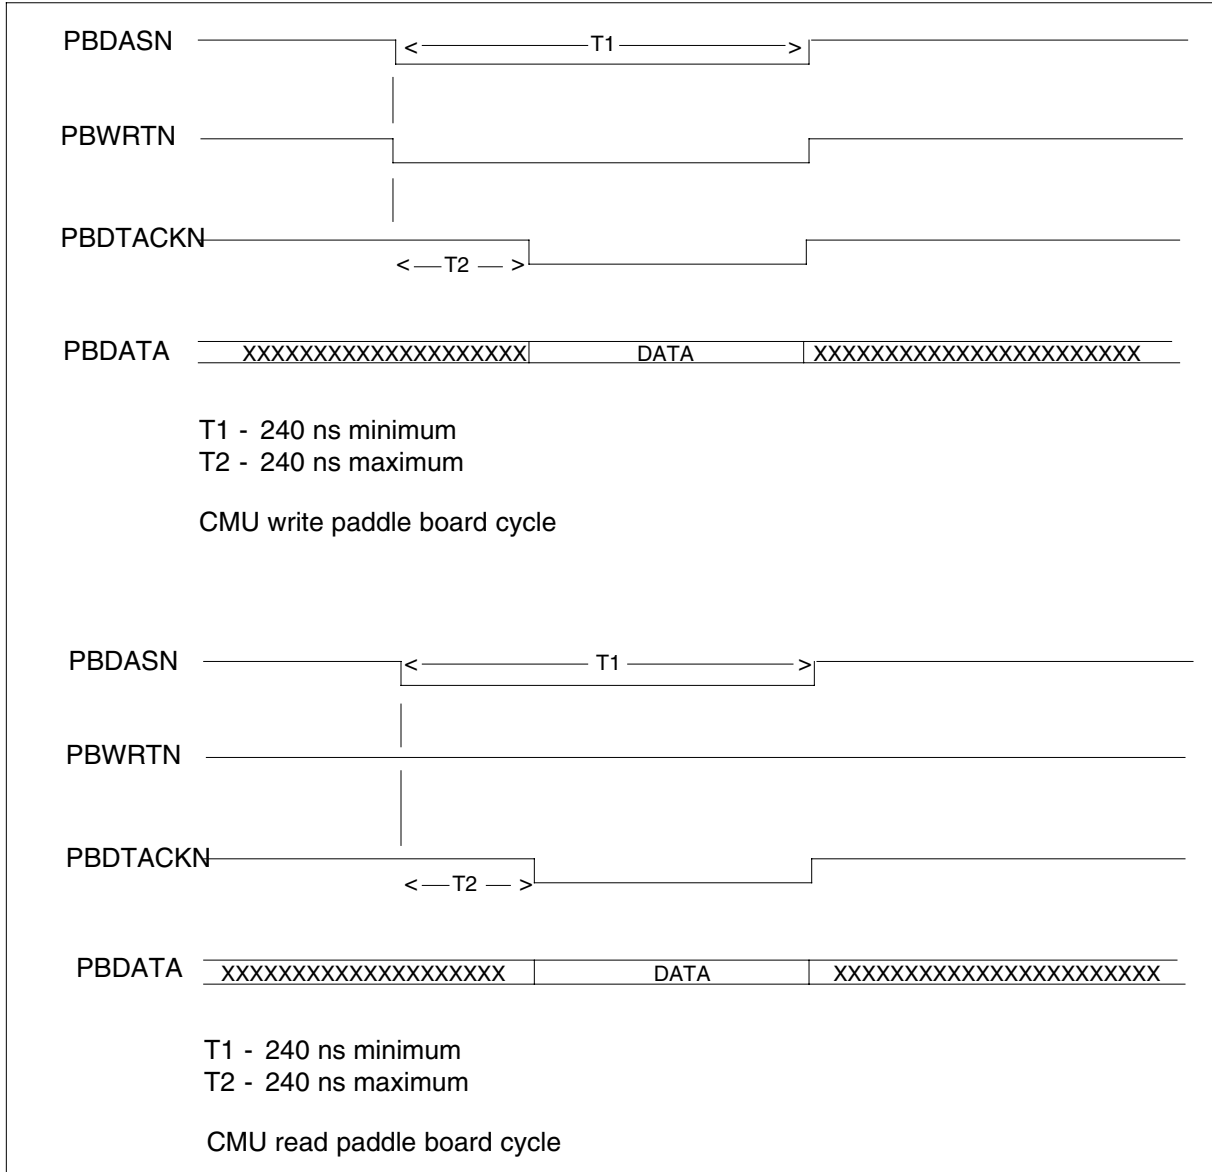 PBDASN < T1 >
PBWRTN
PBDTACKN
< T2 >
PBDATA XXXXXXXXXXXXXXXXXXXX DATA XXXXXXXXXXXXXXXXXXXXXXX
T1 - 240 ns minimum
T2 - 240 ns maximum
CMU write paddle board cycle
PBDASN < T1 >
PBWRTN
PBDTACKN
< T2 >
PBDATA XXXXXXXXXXXXXXXXXXXX DATA XXXXXXXXXXXXXXXXXXXXXXX
T1 - 240 ns minimum
T2 - 240 ns maximum
CMU read paddle board cycle